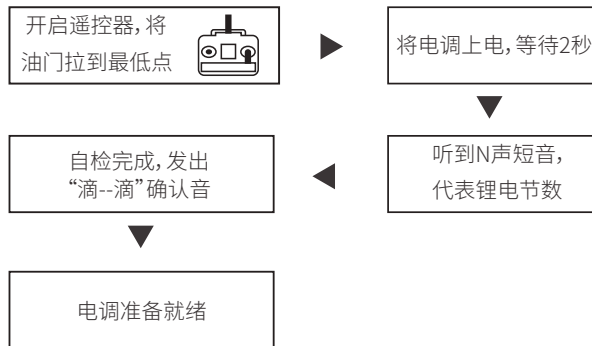 开启遥控器，将
油门拉到最低点
将电调上电，等待2秒
听到N声短音，
代表锂电节数
自检完成，发出
“滴--滴”确认音
电调准备就绪